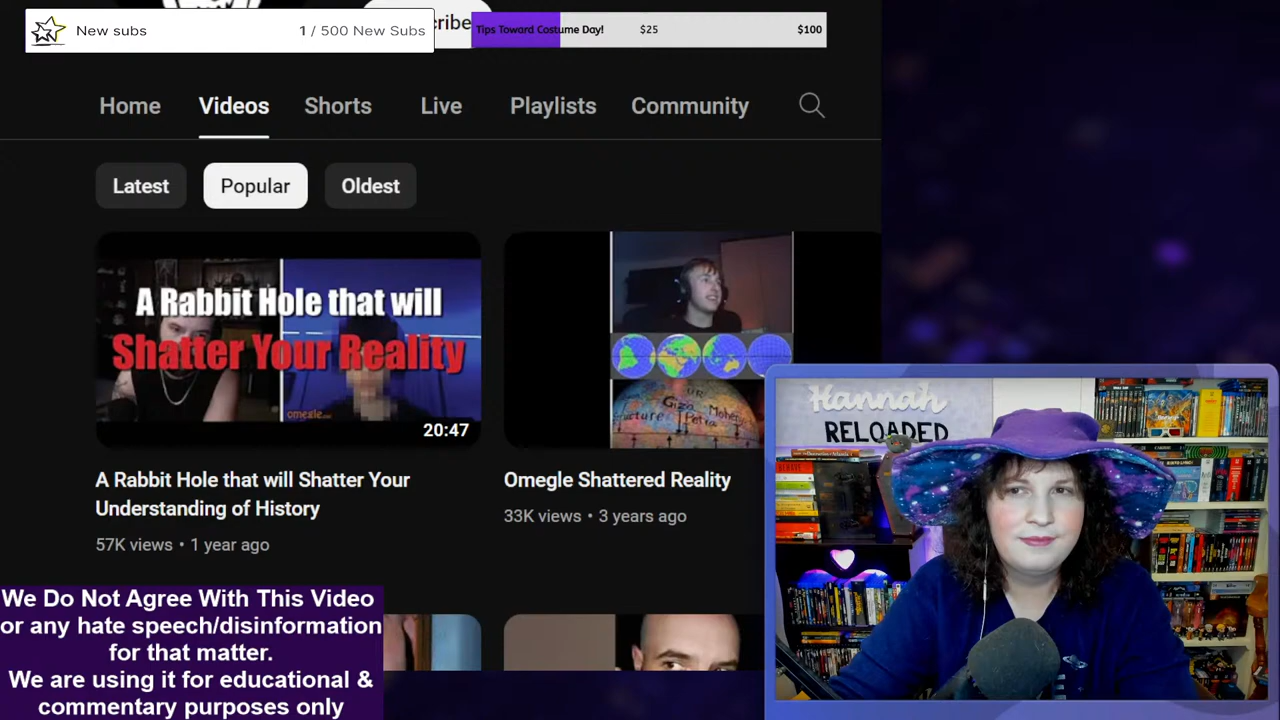 New subs
1 / 500 New Subs
cribe
Tips Toward Costume Day!
$25
$100
Home
Videos
Shorts
Live
Playlists
Community
Latest
Popular
Oldest
A Rabbit Hole that will
Shatter Your Reality
omegle
20:47
Giza
Petra
A Rabbit Hole that will Shatter Your
Understanding of History
57K views • 1 year ago
Omegle Shattered Reality
33K views • 3 years ago
Hannah
RELOADED
We Do Not Agree With This Video
or any hate speech/disinformation
for that matter.
We are using it for educational &
commentary purposes only